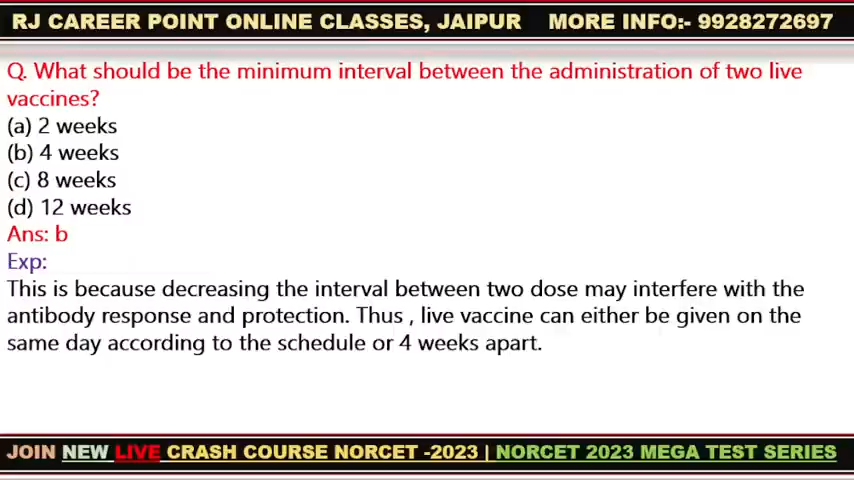 RJ CAREER POINT ONLINE CLASSES, JAIPUR MORE INFO:- 9928272697
Q. What should be the minimum interval between the administration of two live
vaccines?
(a) 2 weeks
(b) 4 weeks
(c) 8 weeks
(d) 12 weeks
Ans: b
Exp:
This is because decreasing the interval between two dose may interfere with the
antibody response and protection. Thus , live vaccine can either be given on the
same day according to the schedule or 4 weeks apart.
JOIN NEW LIVE CRASH COURSE NORCET -2023 | NORCET 2023 MEGA TEST SERIES